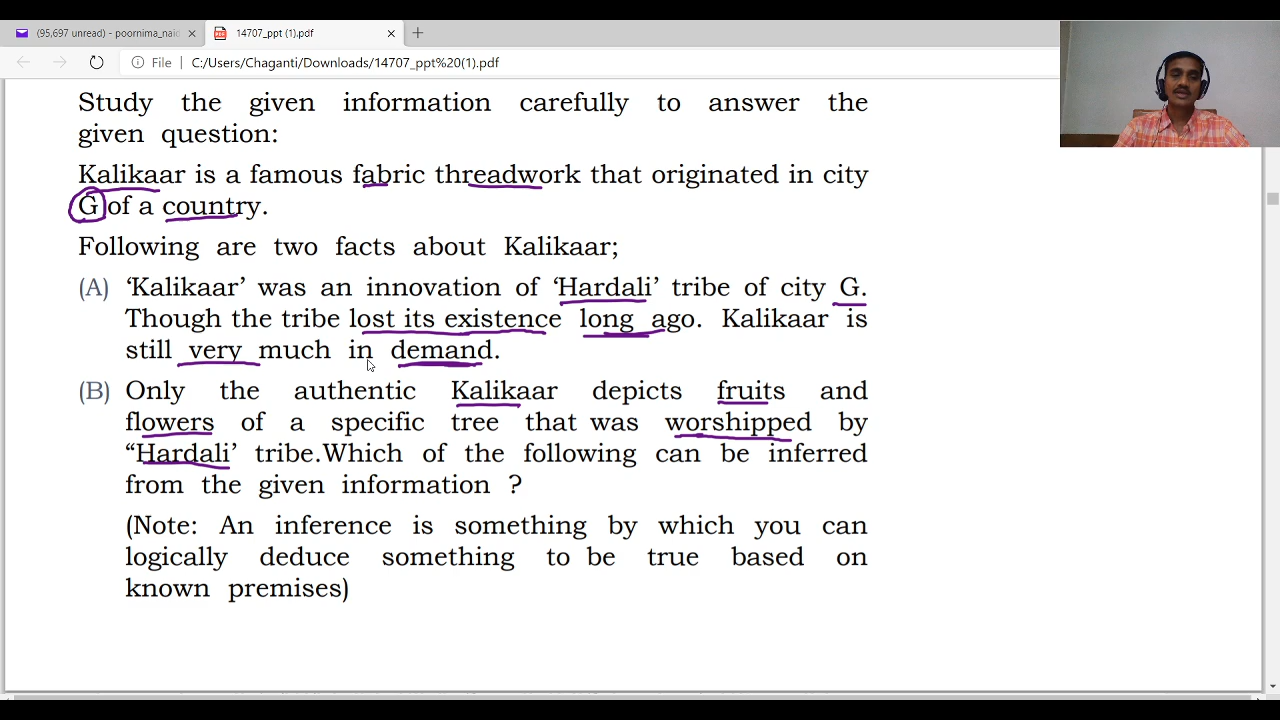 (95,697 unread) - poornima_naid
14707_ppt (1).pdf
File | C:/Users/Chaganti/Downloads/14707_ppt%20(1).pdf
Study the given information carefully to answer the
given question:
Kalikaar is a famous fabric threadwork that originated in city
G of a country.
Following are two facts about Kalikaar;
(A) ‘Kalikaar’ was an innovation of ‘Hardali’ tribe of city G.
Though the tribe lost its existence long ago. Kalikaar is
still very much in demand.
(B) Only the authentic Kalikaar depicts fruits and
flowers of a specific tree that was worshipped by
“Hardali’ tribe.Which of the following can be inferred
from the given information ?
(Note: An inference is something by which you can
logically deduce something to be true based on
known premises)